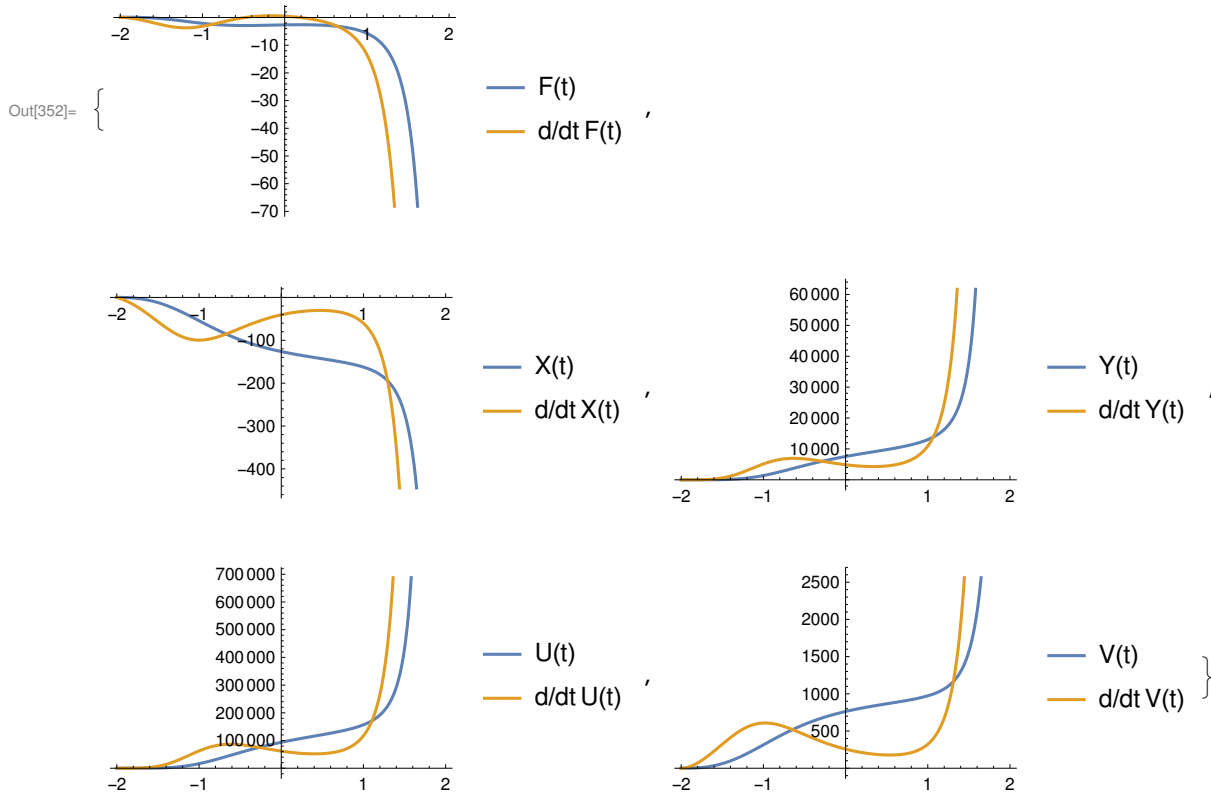 -2 -1 1 2
-10
-20
-30
-40
-50
-60
-70
Out[352]= {
F(t)
d/dt F(t) ,
-2 -1 1 2
-100
-200
-300
-400
X(t)
d/dt X(t) ,
60 000
50 000
40 000
30 000
20 000
10 000
-2 -1 1 2
Y(t)
d/dt Y(t) ,
700 000
600 000
500 000
400 000
300 000
200 000
100 000
-2 -1 1 2
U(t)
d/dt U(t) ,
2500
2000
1500
1000
500
-2 -1 1 2
V(t)
d/dt V(t) }